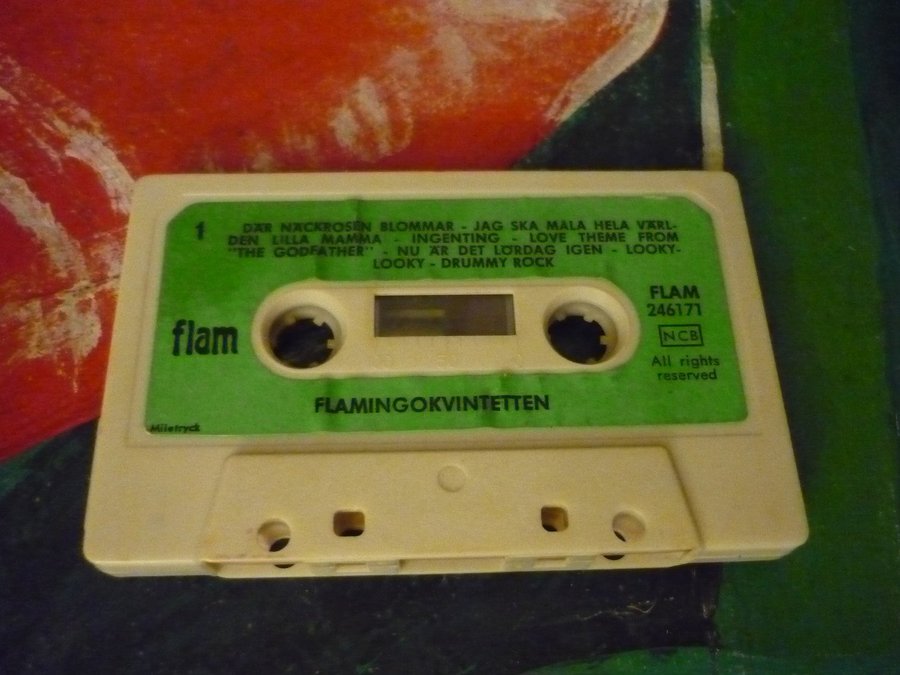 1
DÄR NÄCKROSEN BLOMMAR - JAG SKA MÅLA HELA VÄRL-
DEN LILLA MAMMA - INGENTING - LOVE THEME FROM
"THE GODFATHER" - NU ÄR DET LÖRDAG IGEN - LOOKY-
LOOKY - DRUMMY ROCK
flam
FLAM
246171
NCB
All rights
reserved
FLAMINGOKVINTETTEN
Miletryck